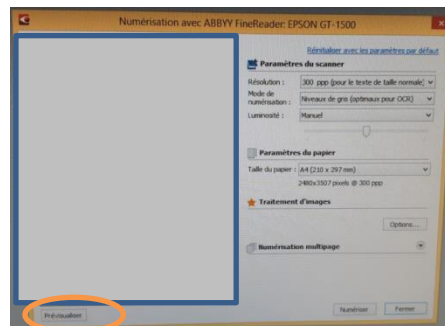 Numérisation avec ABBYY FineReader: EPSON GT-1500
Réinitialiser avec les paramètres par défaut
Paramètres du scanner
Résolution : 300 ppp (pour le texte de taille normale)
Mode de numérisation : Niveaux de gris (optimaux pour OCR)
Luminosité : Manuel
Paramètres du papier
Taille du papier : A4 (210 x 297 mm)
2480x3507 pixels @ 300 ppp
Traitement d'images
Options...
Numérisation multipage
Prévisualiser
Numériser Fermer